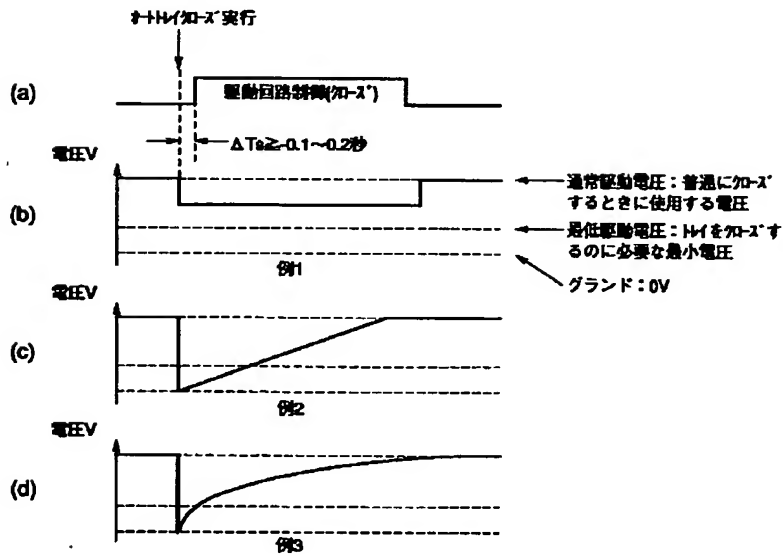 オートトレイクローズ実行
(a)
駆動回路制御(クローズ)
ΔTa≧-0.1〜0.2秒
電圧V
(b)
通常駆動電圧：普通にクローズ
するときに使用する電圧
最低駆動電圧：トレイをクローズす
るのに必要な最小電圧
グランド：0V
例1
電圧V
(c)
例2
電圧V
(d)
例3